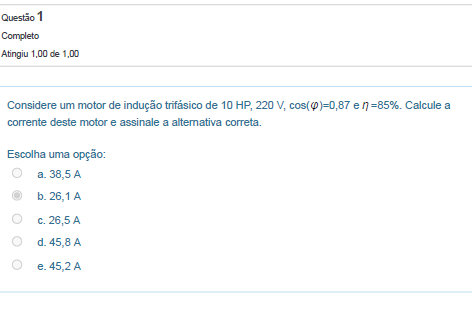 Questão 1
Completo
Atingiu 1,00 de 1,00
Considere um motor de indução trifásico de 10 HP, 220 V, cos(φ)=0,87 e η=85%. Calcule a
corrente deste motor e assinale a alternativa correta.
Escolha uma opção:
a. 38,5 A
b. 26,1 A
c. 26,5 A
d. 45,8 A
e. 45,2 A